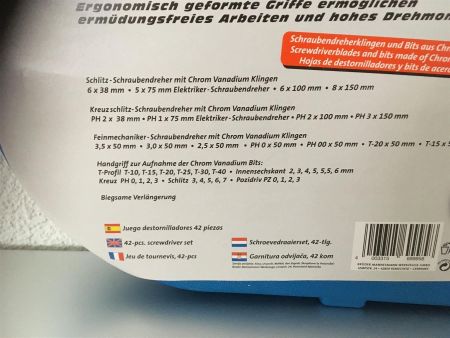 Ergonomisch geformte Griffe ermöglichen
ermüdungsfreies Arbeiten und hohes Drehmom
Schraubendreherklingen und Bits aus Chro
Screwdriverblades and bits made of Chrom
Hojas de destornilladores y bits de acero
Schlitz-Schraubendreher mit Chrom Vanadium Klingen
6 x 38 mm • 5 x 75 mm Elektriker-Schraubendreher • 6 x 100 mm • 8 x 150 mm
Kreuzschlitz-Schraubendreher mit Chrom Vanadium Klingen
PH 2 x 38 mm • PH 1 x 75 mm Elektriker-Schraubendreher • PH 2 x 100 mm • PH 3 x 150 mm
Feinmechaniker-Schraubendreher mit Chrom Vanadium Klingen
3,5 x 50 mm • 3,0 x 50 mm • 2,5 x 50 mm • PH 0 x 50 mm • PH 00 x 50 mm • T-20 x 50 mm • T-15 x 5
Handgriff zur Aufnahme der Chrom Vanadium Bits:
T-Profil T-10, T-15, T-20, T-25, T-30, T-40 • Innensechskant 2, 3, 4, 5, 5,5, 6 mm
Kreuz PH 0, 1, 2, 3 • Schlitz 3, 4, 5, 6, 7 • Pozidriv PZ 0, 1, 2, 3
Biegsame Verlängerung
Juego destornilladores 42 piezas
42-pcs. screwdriver set
Jeu de tournevis, 42-pcs
Schroevedraaierset, 42-tlg.
Garnitura odvijača, 42 kom